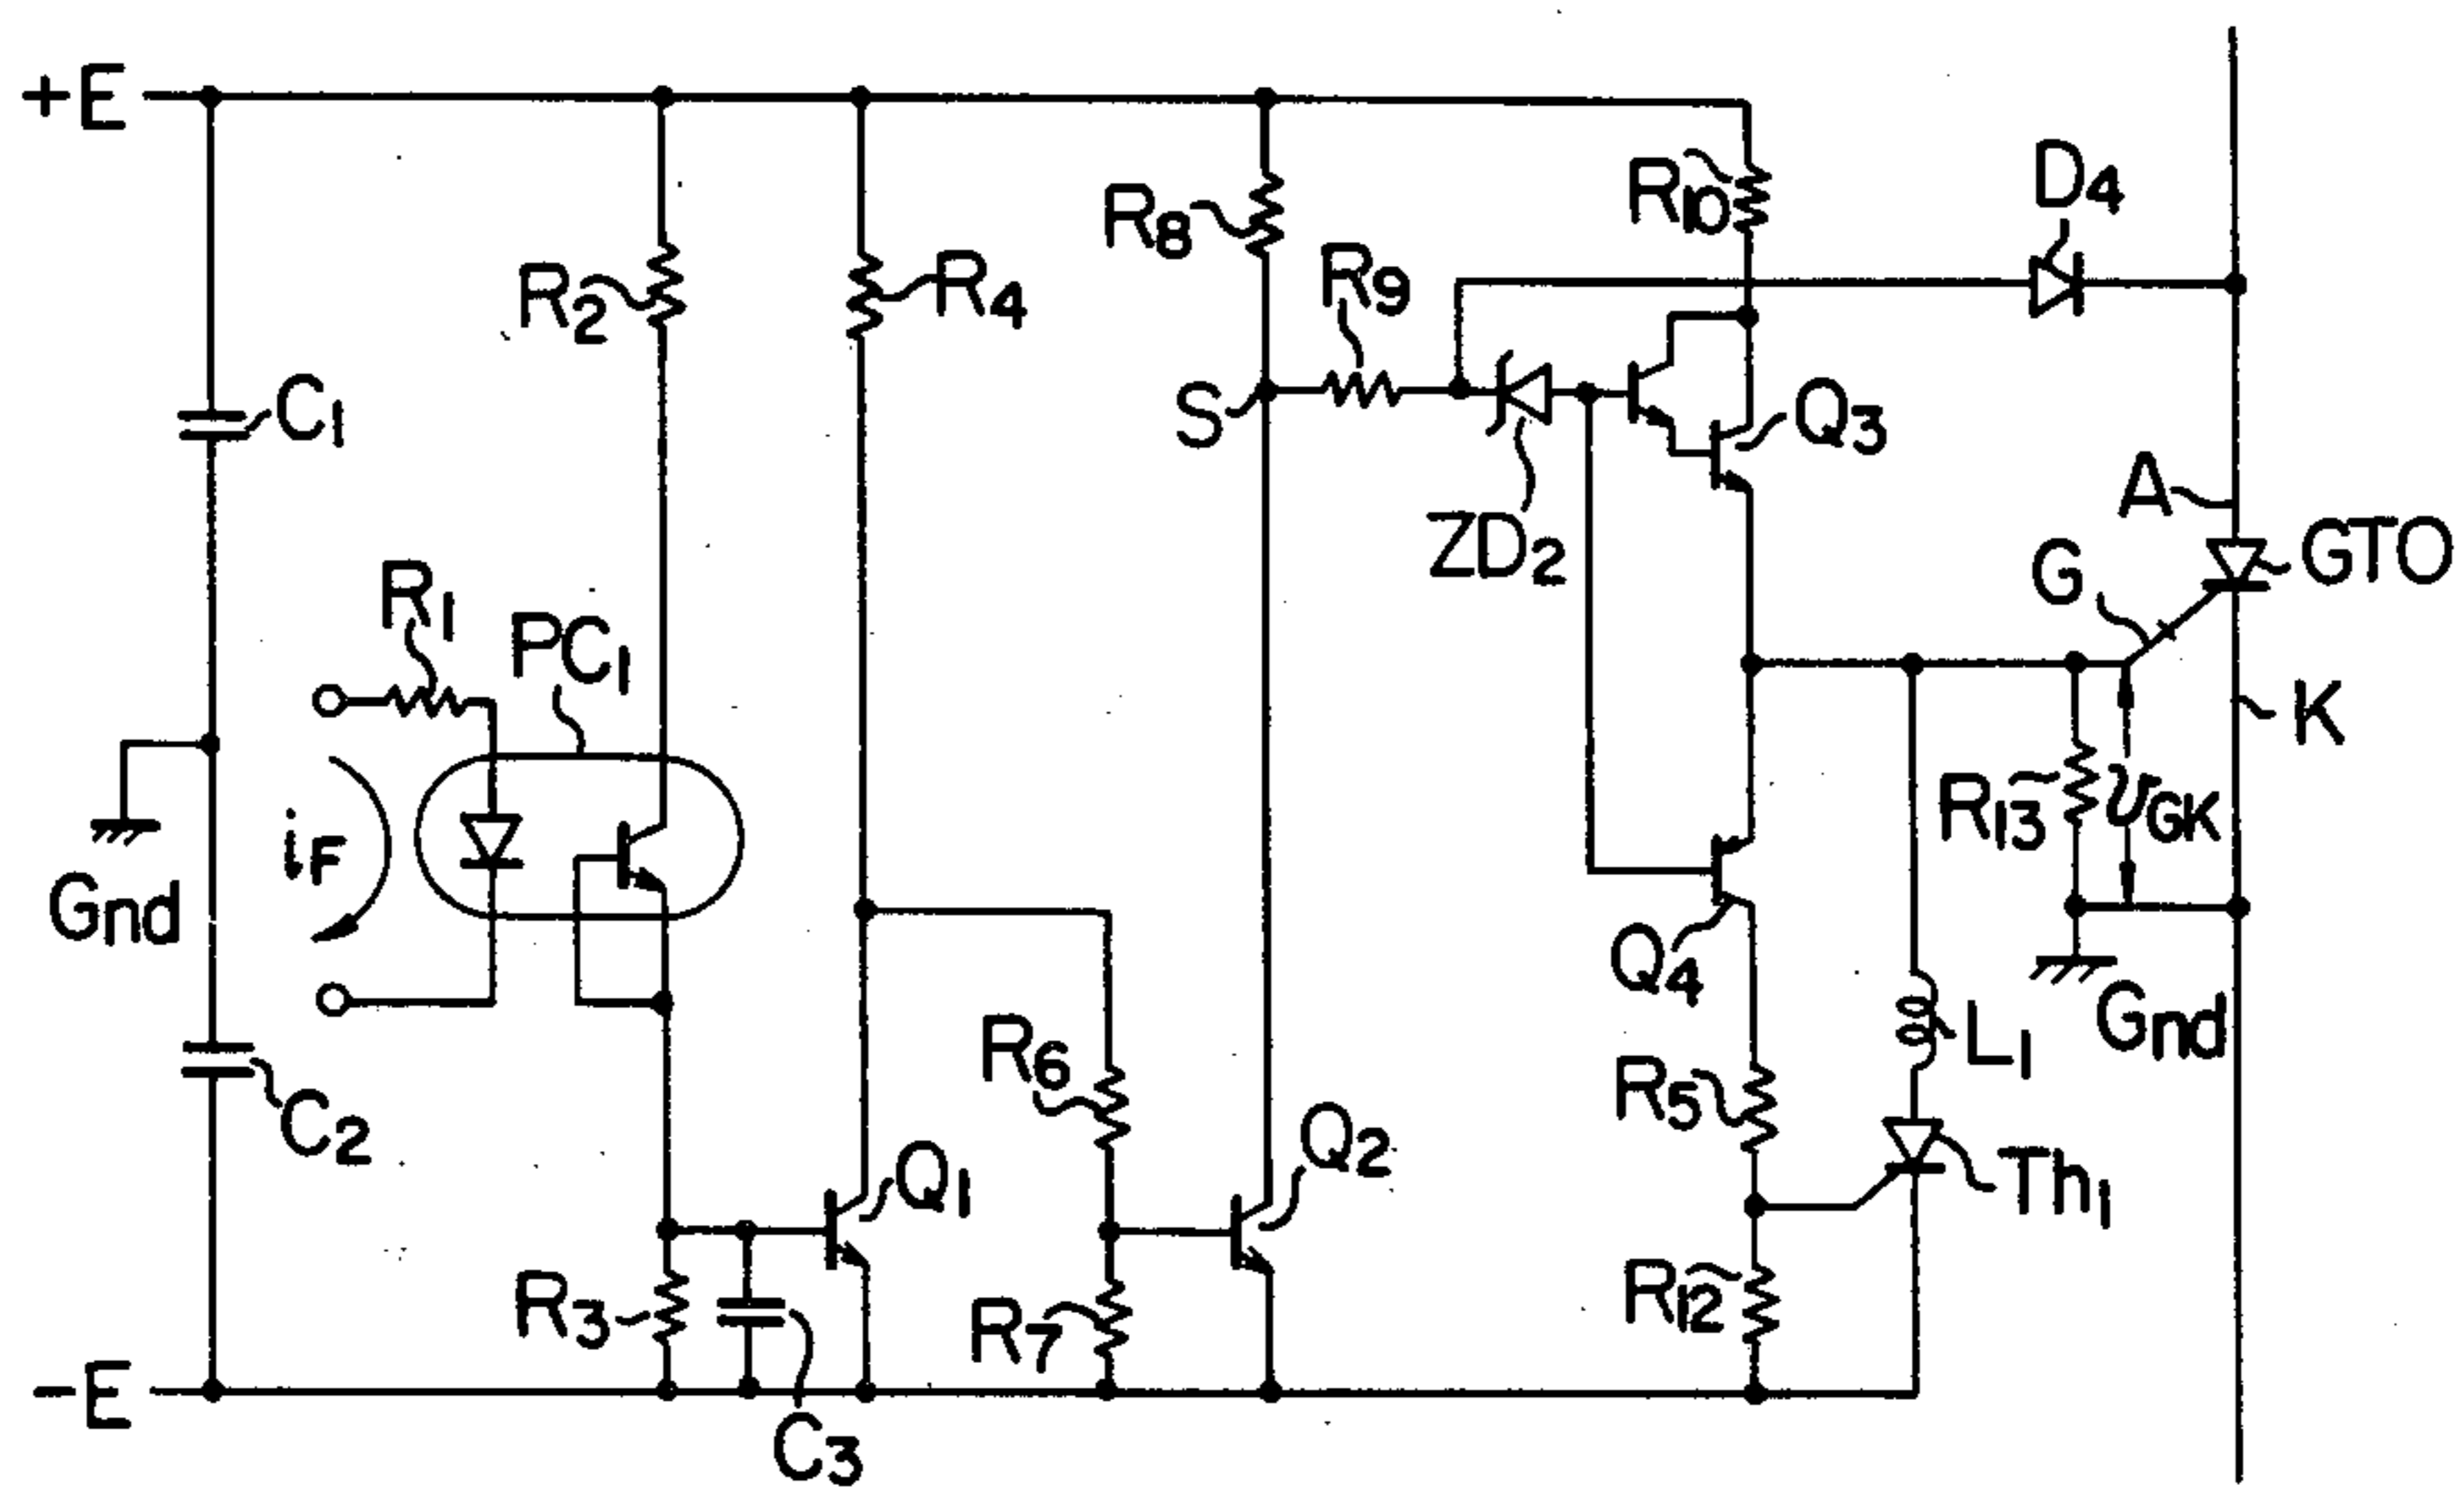 +E
D4
R10
R8
R9
R4
R2
C1
S
Q3
ZD2
A
GTO
G
R1
PC1
K
R13
vGK
iF
Gnd
Q4
Gnd
L1
R6
R5
C2
Q2
Q1
Th1
R12
R3
R7
-E
C3